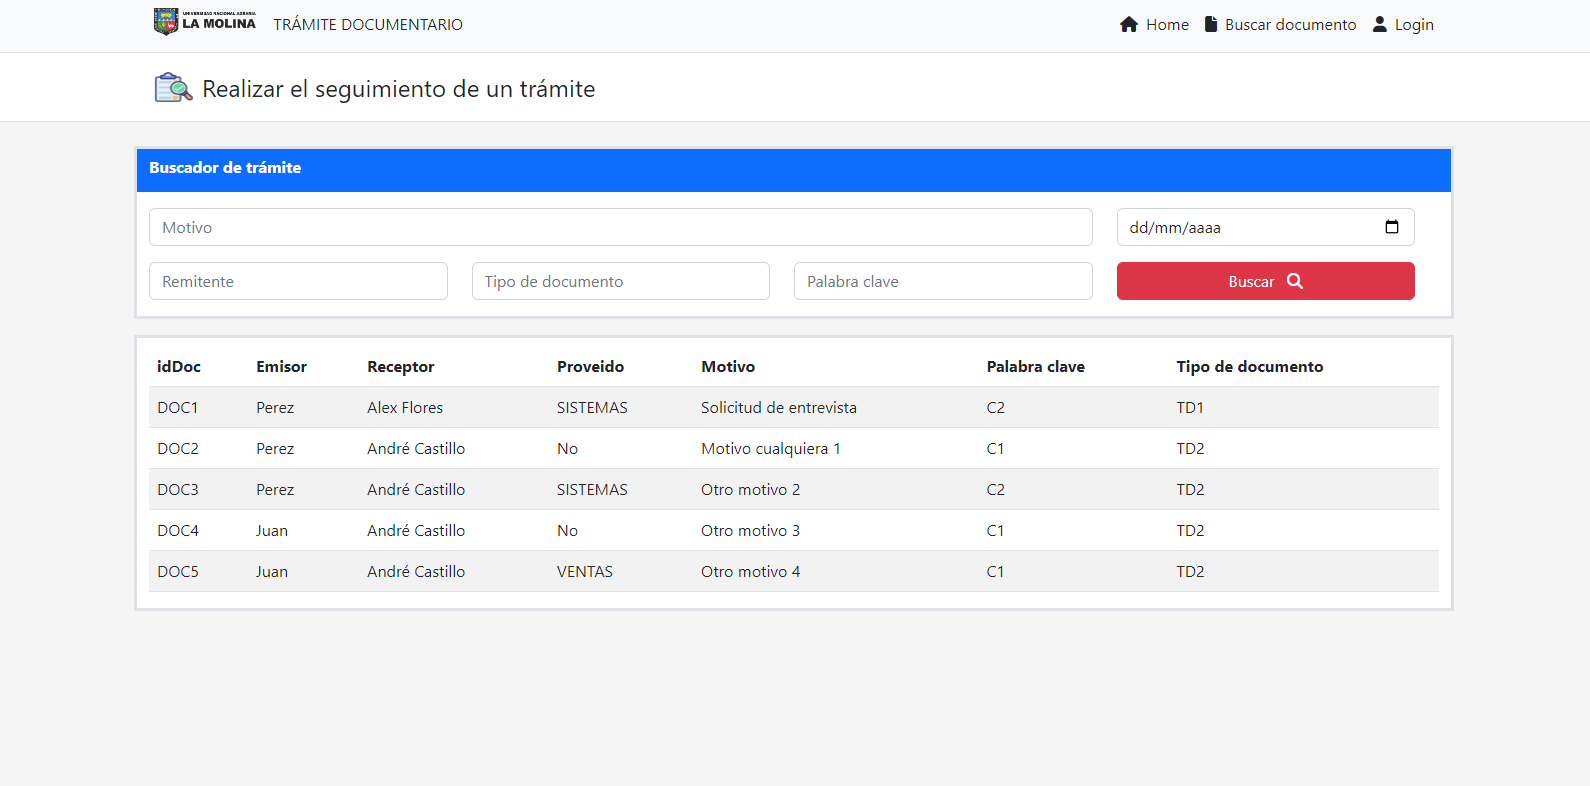 UNIVERSIDAD NACIONAL AGRARIA
LA MOLINA
TRÁMITE DOCUMENTARIO Home Buscar documento Login
Realizar el seguimiento de un trámite
Buscador de trámite
Motivo dd/mm/aaaa
Remitente Tipo de documento Palabra clave Buscar
idDoc Emisor Receptor Proveido Motivo Palabra clave Tipo de documento
DOC1 Perez Alex Flores SISTEMAS Solicitud de entrevista C2 TD1
DOC2 Perez André Castillo No Motivo cualquiera 1 C1 TD2
DOC3 Perez André Castillo SISTEMAS Otro motivo 2 C2 TD2
DOC4 Juan André Castillo No Otro motivo 3 C1 TD2
DOC5 Juan André Castillo VENTAS Otro motivo 4 C1 TD2